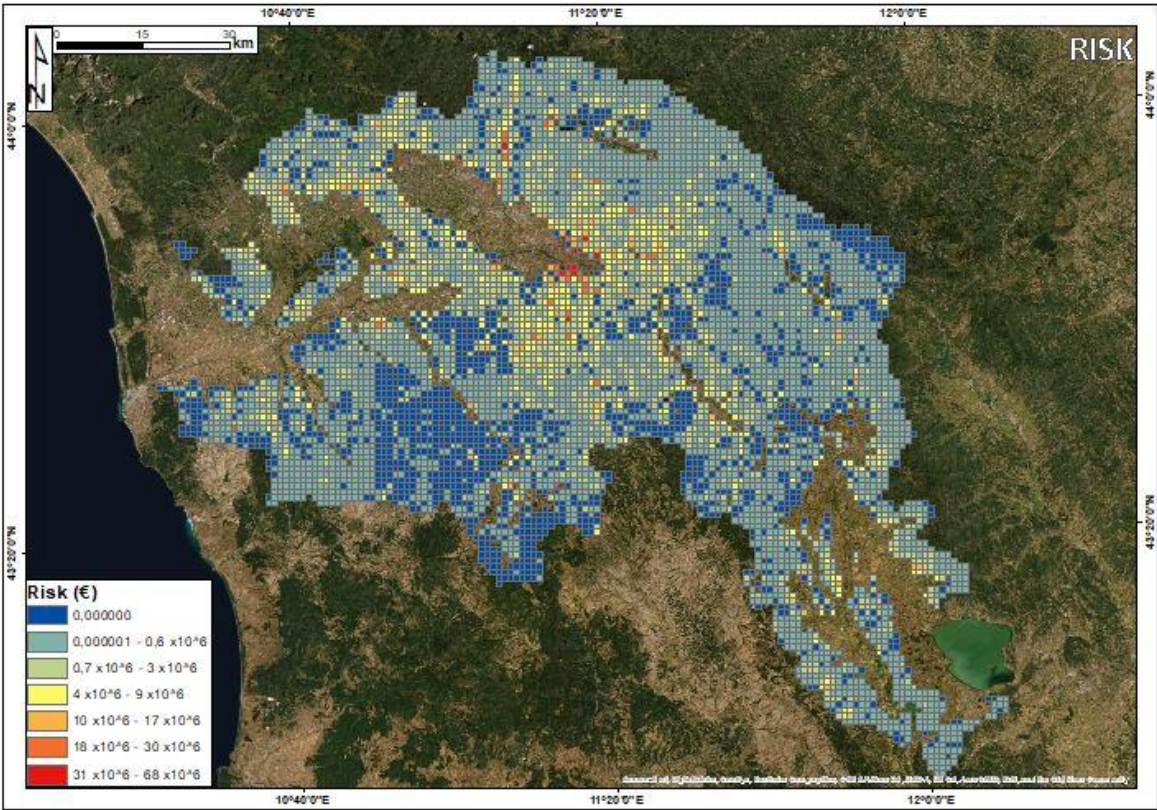 10°40'0"E 11°20'0"E 12°0'0"E
0 15 30 km
RISK
N
44°0'0"N 44°0'0"N
43°20'0"N 43°20'0"N
Risk (€)
0,000000
0,000001 - 0,6 x10^6
0,7 x10^6 - 3 x10^6
4 x10^6 - 9 x10^6
10 x10^6 - 17 x10^6
18 x10^6 - 30 x10^6
31 x10^6 - 68 x10^6
10°40'0"E 11°20'0"E 12°0'0"E